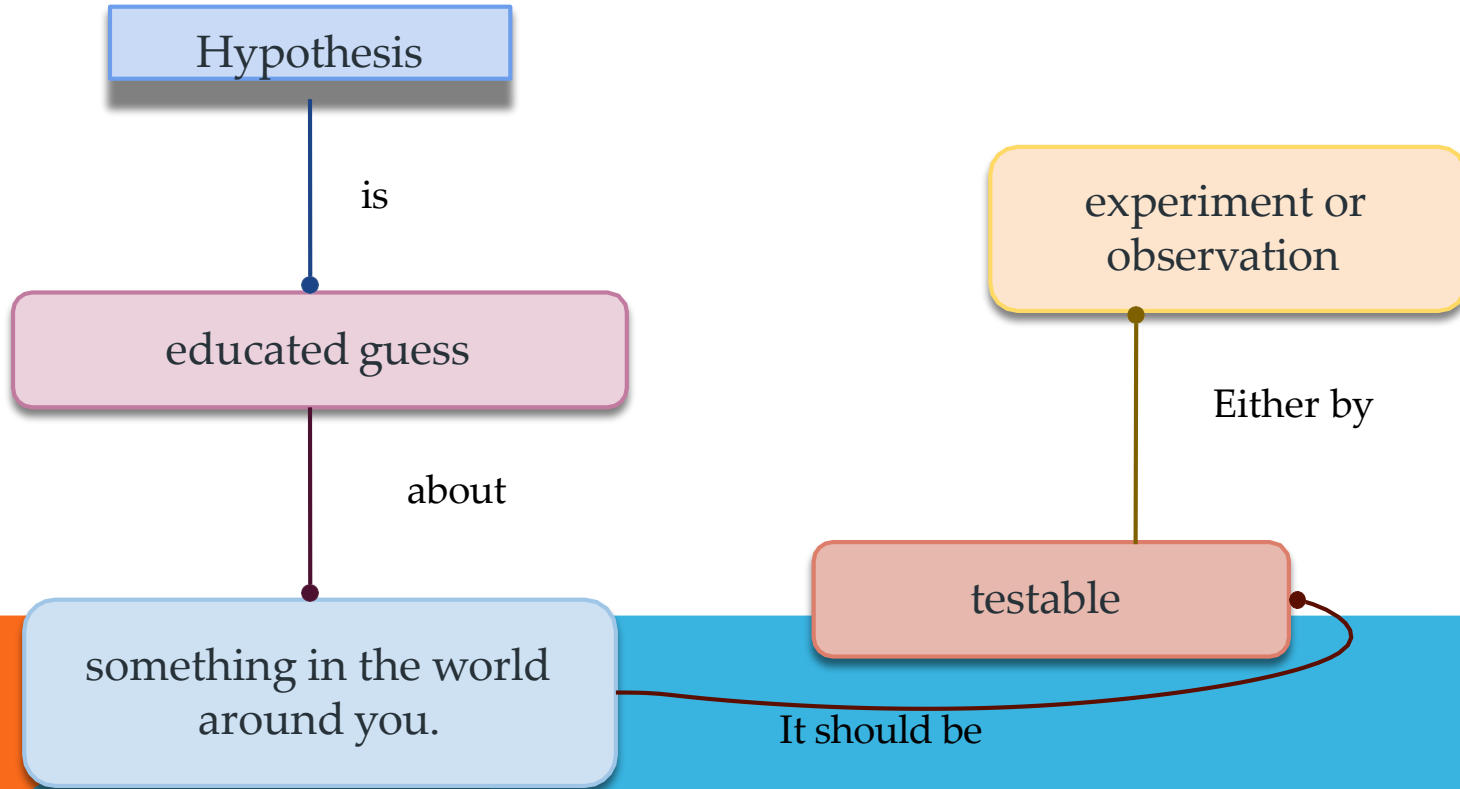 Hypothesis
is
educated guess
about
something in the world
around you.
It should be
testable
Either by
experiment or
observation